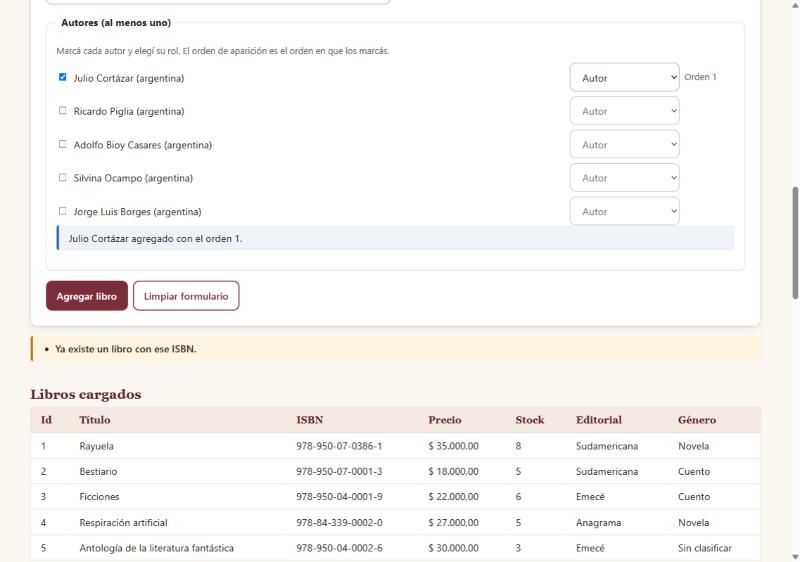 Autores (al menos uno)
Marcá cada autor y elegí su rol. El orden de aparición es el orden en que los marcás.
Julio Cortázar (argentina) Autor Orden 1
Ricardo Piglia (argentina) Autor
Adolfo Bioy Casares (argentina) Autor
Silvina Ocampo (argentina) Autor
Jorge Luis Borges (argentina) Autor
Julio Cortázar agregado con el orden 1.
Agregar libro Limpiar formulario
• Ya existe un libro con ese ISBN.
Libros cargados
Id Título ISBN Precio Stock Editorial Género
1 Rayuela 978-950-07-0386-1 $ 35.000,00 8 Sudamericana Novela
2 Bestiario 978-950-07-0001-3 $ 18.000,00 5 Sudamericana Cuento
3 Ficciones 978-950-04-0001-9 $ 22.000,00 6 Emecé Cuento
4 Respiración artificial 978-84-339-0002-0 $ 27.000,00 5 Anagrama Novela
5 Antología de la literatura fantástica 978-950-04-0002-6 $ 30.000,00 3 Emecé Sin clasificar